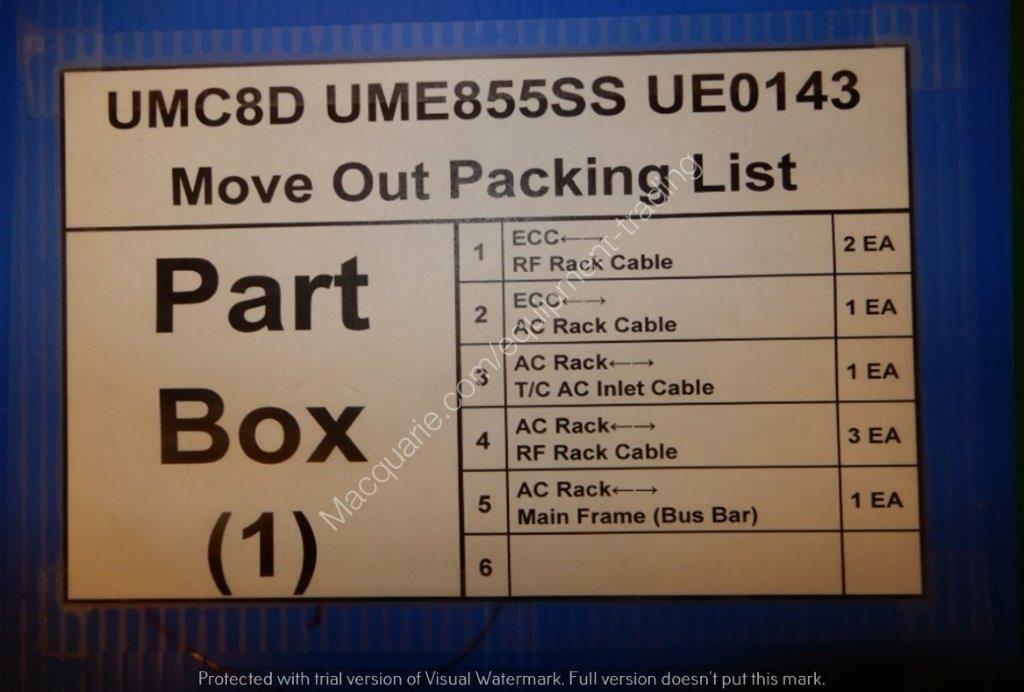 UMC8D UME855SS UE0143
Move Out Packing List
Part
Box
(1)
1
ECC←→
RF Rack Cable
2 EA
2
ECC←→
AC Rack Cable
1 EA
3
AC Rack←→
T/C AC Inlet Cable
1 EA
4
AC Rack←→
RF Rack Cable
3 EA
5
AC Rack←→
Main Frame (Bus Bar)
1 EA
6
Macquarie.com/equipment-trading
Protected with trial version of Visual Watermark. Full version doesn't put this mark.